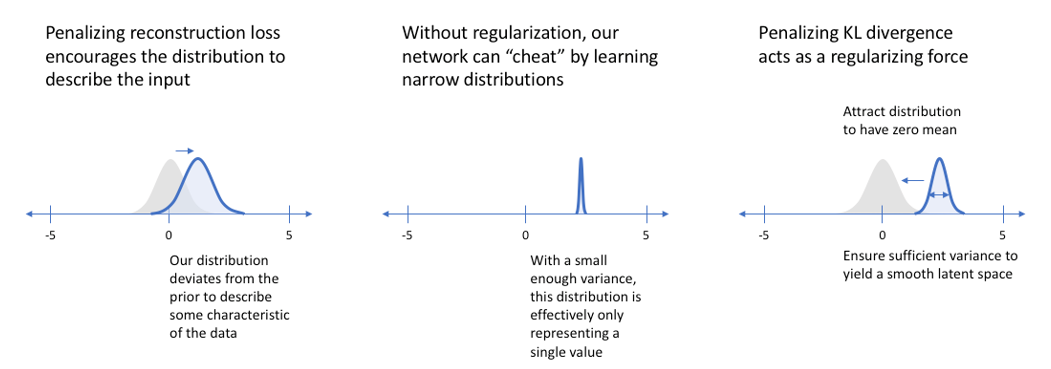 Penalizing reconstruction loss
encourages the distribution to
describe the input
-5
0
5
Our distribution
deviates from the
prior to describe
some characteristic
of the data
Without regularization, our
network can “cheat” by learning
narrow distributions
-5
0
5
With a small
enough variance,
this distribution is
effectively only
representing a
single value
Penalizing KL divergence
acts as a regularizing force
Attract distribution
to have zero mean
-5
0
5
Ensure sufficient variance to
yield a smooth latent space